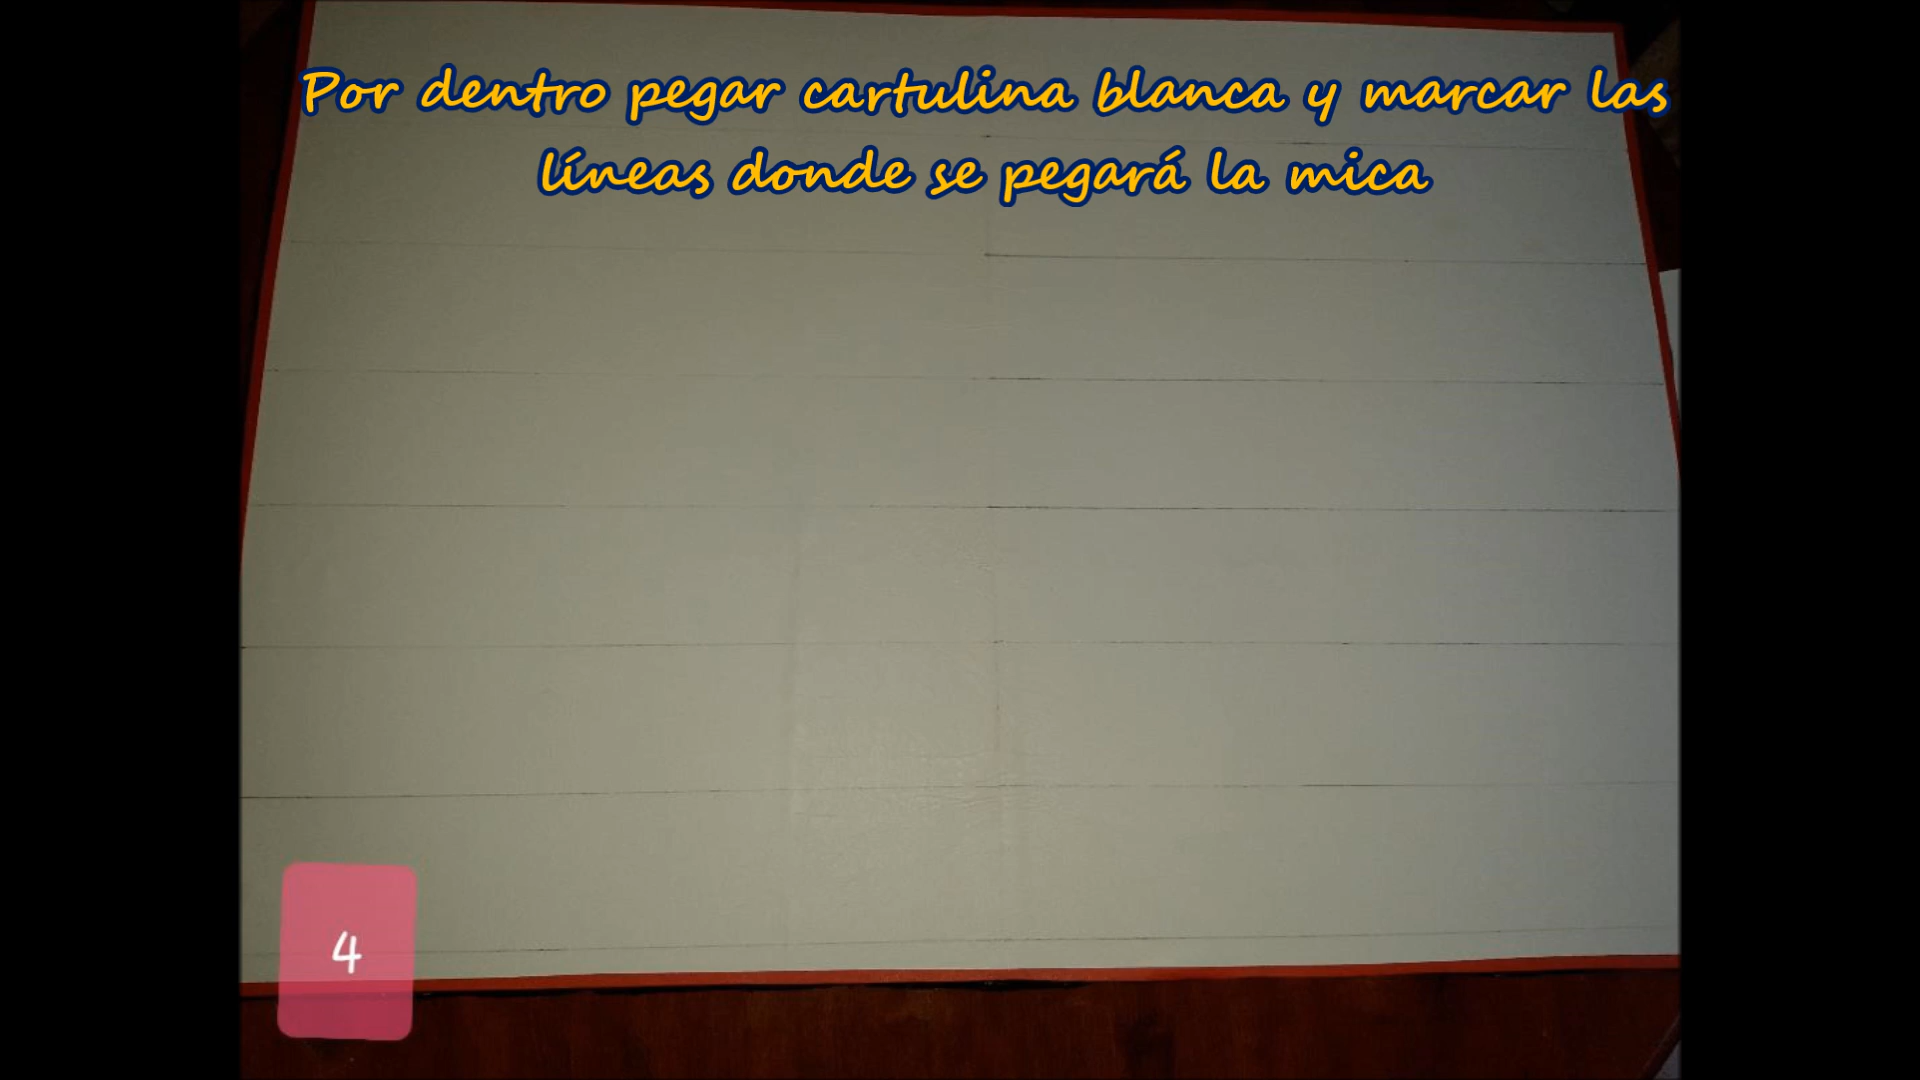 Por dentro pegar cartulina blanca y marcar las
líneas donde se pegará la mica
4